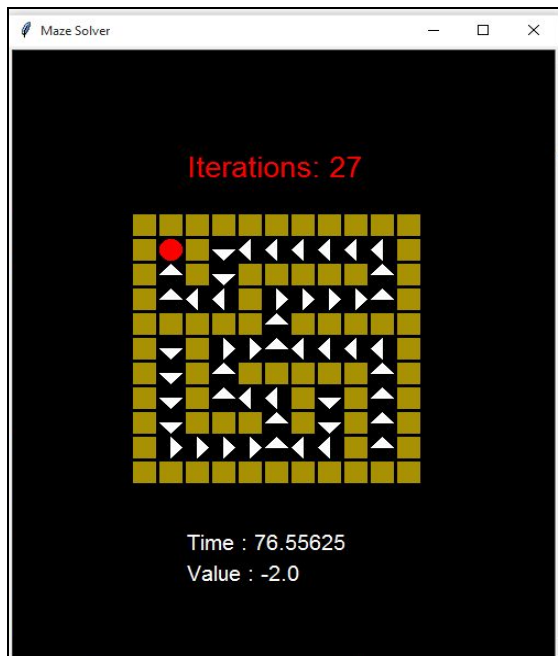 Maze Solver
Iterations: 27
Time : 76.55625
Value : -2.0